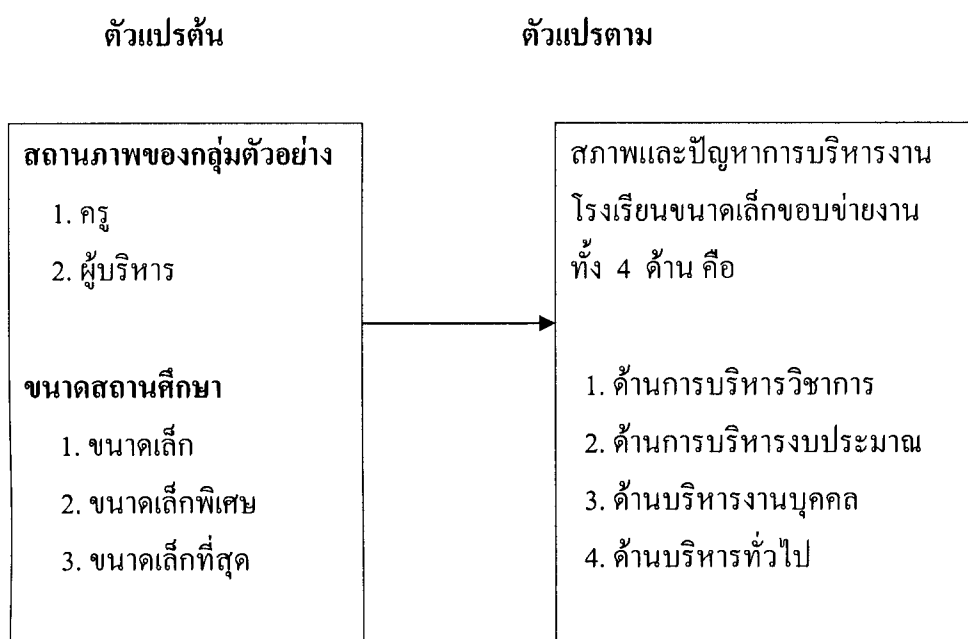 ตัวแปรต้น
ตัวแปรตาม
สถานภาพของกลุ่มตัวอย่าง
1. ครู
2. ผู้บริหาร
ขนาดสถานศึกษา
1. ขนาดเล็ก
2. ขนาดเล็กพิเศษ
3. ขนาดเล็กที่สุด
สภาพและปัญหาการบริหารงาน
โรงเรียนขนาดเล็กขอบข่ายงาน
ทั้ง 4 ด้าน คือ
1. ด้านการบริหารวิชาการ
2. ด้านการบริหารงบประมาณ
3. ด้านบริหารงานบุคคล
4. ด้านบริหารทั่วไป